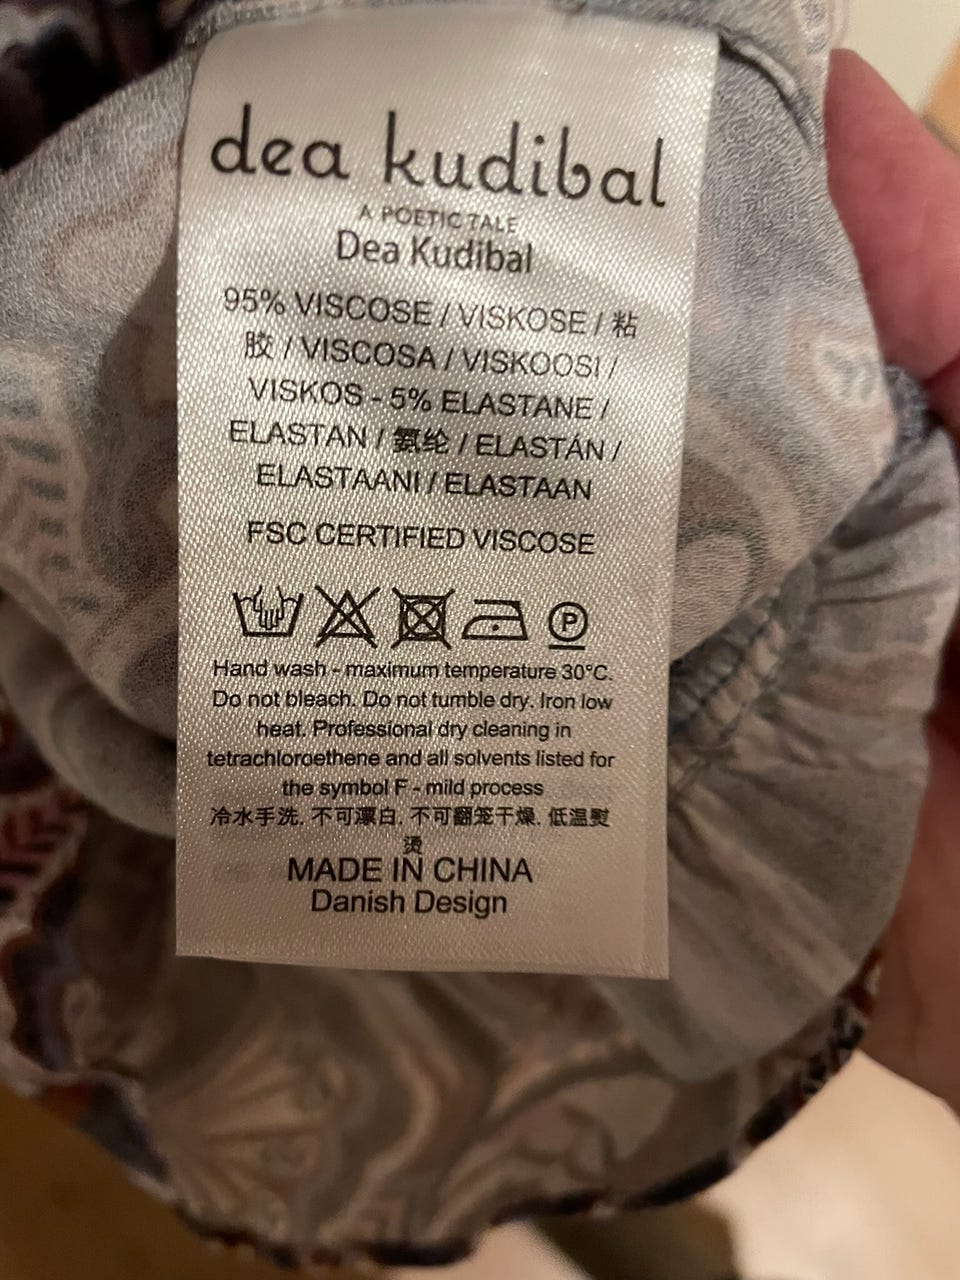 dea kudibal
A POETIC TALE
Dea Kudibal
95% VISCOSE / VISKOSE / 粘
胶 / VISCOSA / VISKOOSI /
VISKOS - 5% ELASTANE /
ELASTAN / 氨纶 / ELASTÁN /
ELASTAANI / ELASTAAN
FSC CERTIFIED VISCOSE
P
Hand wash - maximum temperature 30°C.
Do not bleach. Do not tumble dry. Iron low
heat. Professional dry cleaning in
tetrachloroethene and all solvents listed for
the symbol F - mild process
冷水手洗. 不可漂白. 不可翻笼干燥. 低温熨
烫
MADE IN CHINA
Danish Design